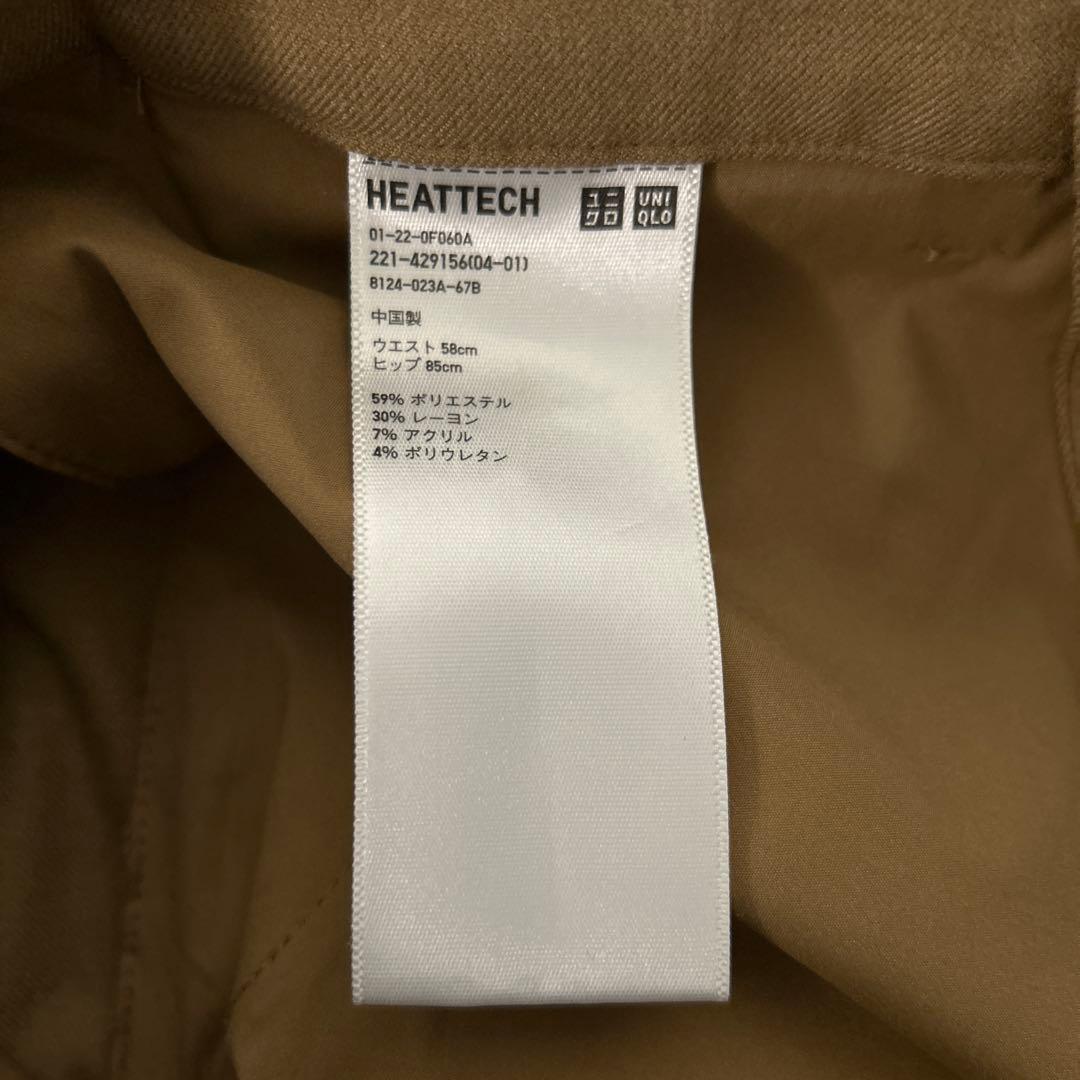 HEATTECH ユニクロ UNIQLO
01-22-0F060A
221-429156(04-01)
8124-023A-67B
中国製
ウエスト 58cm
ヒップ 85cm
59% ポリエステル
30% レーヨン
7% アクリル
4% ポリウレタン